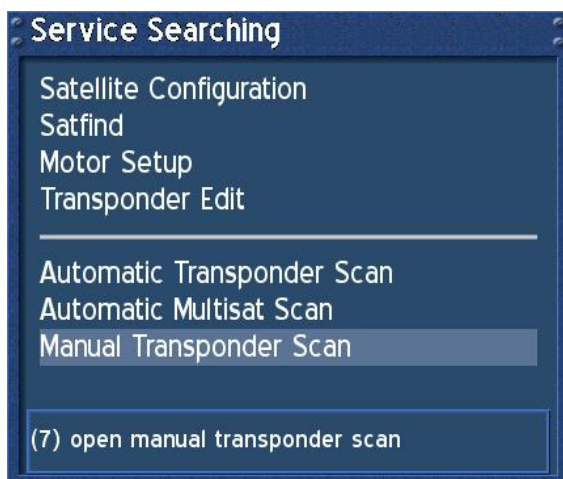 Service Searching
Satellite Configuration
Satfind
Motor Setup
Transponder Edit
Automatic Transponder Scan
Automatic Multisat Scan
Manual Transponder Scan
(7) open manual transponder scan